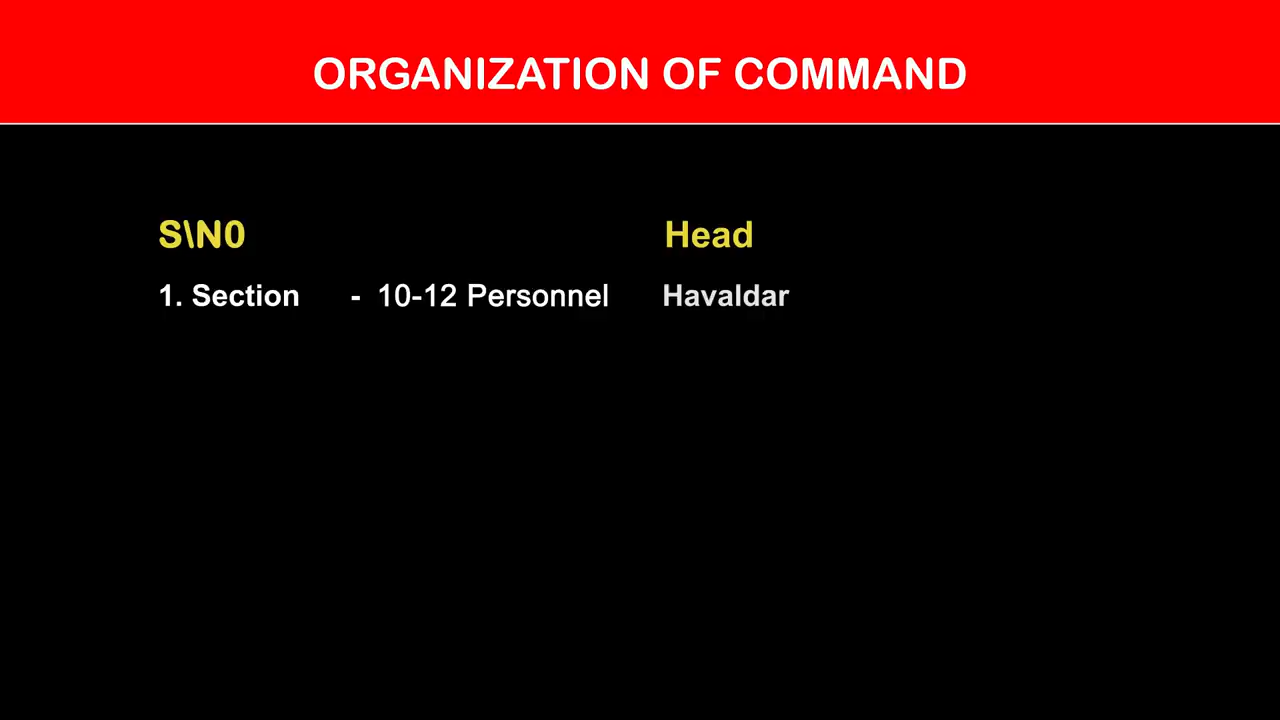 ORGANIZATION OF COMMAND
S\N0 Head
1. Section - 10-12 Personnel Havaldar